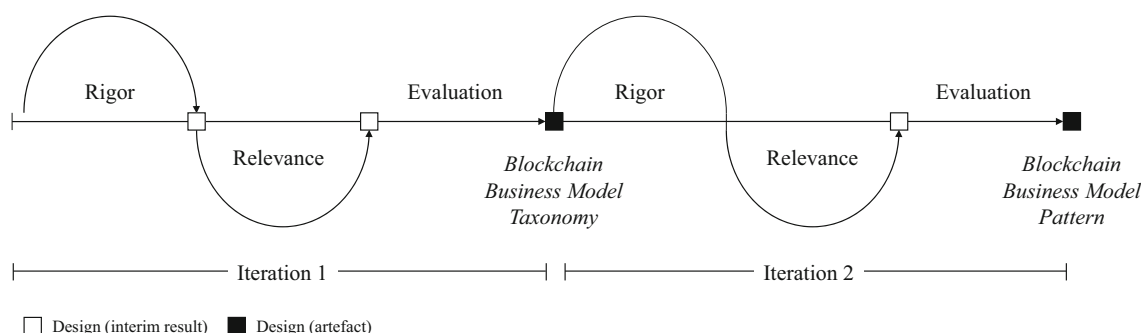 Rigor
Evaluation
Rigor
Evaluation
Relevance
Relevance
Blockchain
Business Model
Taxonomy
Blockchain
Business Model
Pattern
Iteration 1
Iteration 2
Design (interim result)
Design (artefact)